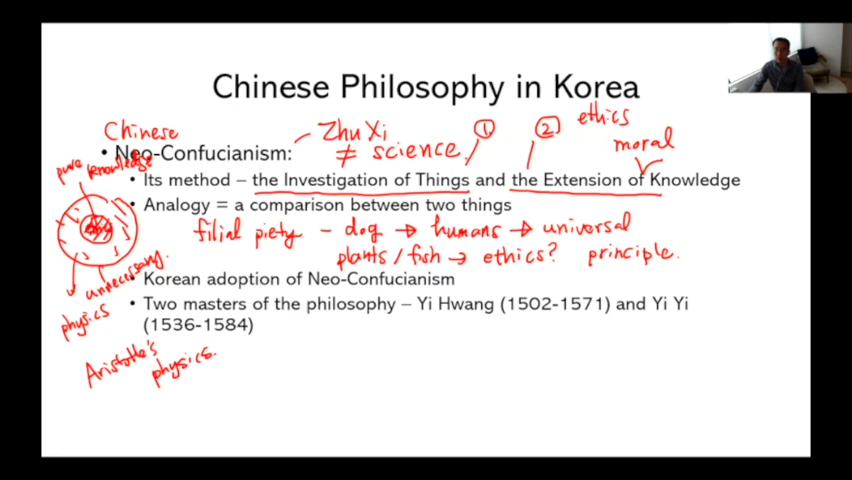 Chinese Philosophy in Korea
Chinese
Zhu Xi
① ② ethics
• Neo-Confucianism: ≠ science moral
pure knowledge
• Its method – the Investigation of Things and the Extension of Knowledge
• Analogy = a comparison between two things
filial piety - dog → humans → universal
plants / fish → ethics? principle.
unnecessary.
• Korean adoption of Neo-Confucianism
• Two masters of the philosophy – Yi Hwang (1502-1571) and Yi Yi
(1536-1584)
physics
Aristotle's
physics.